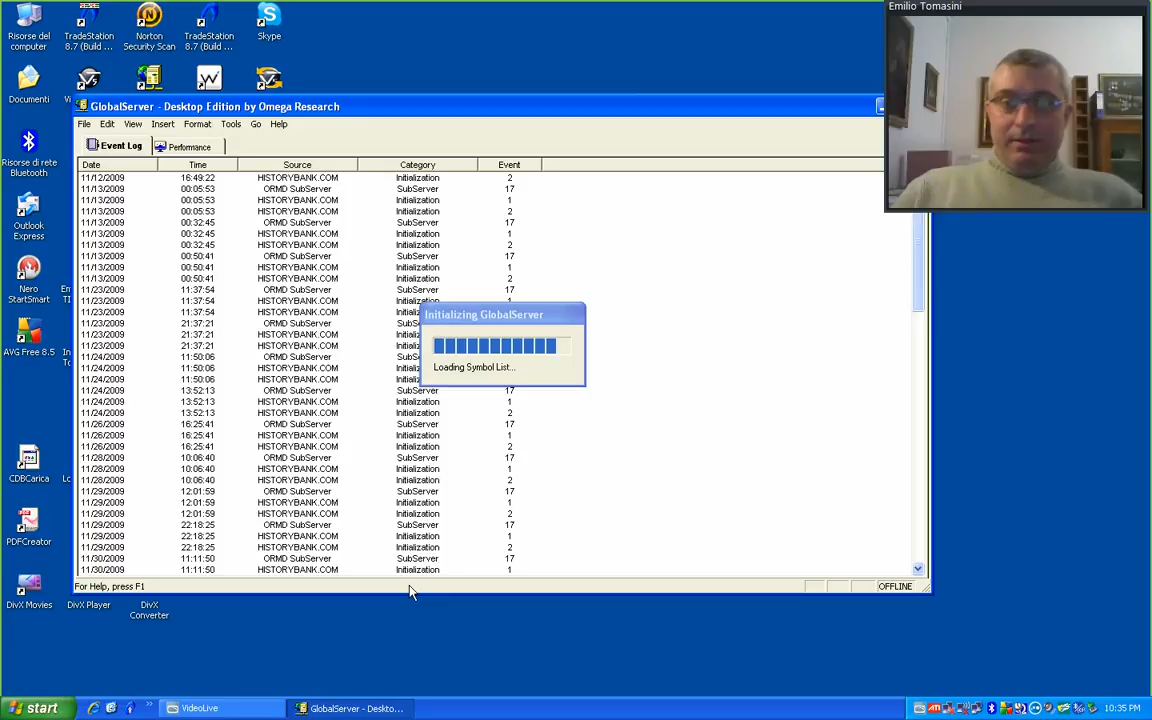 Emilio Tomasini
Risorse del
computer
TradeStation
8.7 (Build ...
Norton
Security Scan
TradeStation
8.7 (Build ...
Skype
Documenti
Risorse di rete
Bluetooth
Outlook
Express
Nero
StartSmart
AVG Free 8.5
CDBCarica
PDFCreator
DivX Movies
DivX Player
DivX
Converter
GlobalServer - Desktop Edition by Omega Research
File Edit View Insert Format Tools Go Help
Event Log Performance
Date Time Source Category Event
11/12/2009 16:49:22 HISTORYBANK.COM Initialization 2
11/13/2009 00:05:53 ORMD SubServer SubServer 17
11/13/2009 00:05:53 HISTORYBANK.COM Initialization 1
11/13/2009 00:05:53 HISTORYBANK.COM Initialization 2
11/13/2009 00:32:45 ORMD SubServer SubServer 17
11/13/2009 00:32:45 HISTORYBANK.COM Initialization 1
11/13/2009 00:32:45 HISTORYBANK.COM Initialization 2
11/13/2009 00:50:41 ORMD SubServer SubServer 17
11/13/2009 00:50:41 HISTORYBANK.COM Initialization 1
11/13/2009 00:50:41 HISTORYBANK.COM Initialization 2
11/23/2009 11:37:54 ORMD SubServer SubServer 17
11/23/2009 11:37:54 HISTORYBANK.COM Initialization 1
11/23/2009 11:37:54 HISTORYBANK.COM
11/23/2009 21:37:21 ORMD SubServer
11/23/2009 21:37:21 HISTORYBANK.COM
11/23/2009 21:37:21 HISTORYBANK.COM
11/24/2009 11:50:06 ORMD SubServer
11/24/2009 11:50:06 HISTORYBANK.COM
11/24/2009 11:50:06 HISTORYBANK.COM
11/24/2009 13:52:13 ORMD SubServer SubServer 17
11/24/2009 13:52:13 HISTORYBANK.COM Initialization 1
11/24/2009 13:52:13 HISTORYBANK.COM Initialization 2
11/26/2009 16:25:41 ORMD SubServer SubServer 17
11/26/2009 16:25:41 HISTORYBANK.COM Initialization 1
11/26/2009 16:25:41 HISTORYBANK.COM Initialization 2
11/28/2009 10:06:40 ORMD SubServer SubServer 17
11/28/2009 10:06:40 HISTORYBANK.COM Initialization 1
11/28/2009 10:06:40 HISTORYBANK.COM Initialization 2
11/29/2009 12:01:59 ORMD SubServer SubServer 17
11/29/2009 12:01:59 HISTORYBANK.COM Initialization 1
11/29/2009 12:01:59 HISTORYBANK.COM Initialization 2
11/29/2009 22:18:25 ORMD SubServer SubServer 17
11/29/2009 22:18:25 HISTORYBANK.COM Initialization 1
11/29/2009 22:18:25 HISTORYBANK.COM Initialization 2
11/30/2009 11:11:50 ORMD SubServer SubServer 17
11/30/2009 11:11:50 HISTORYBANK.COM Initialization 1
Initializing GlobalServer
Loading Symbol List...
For Help, press F1 OFFLINE
start VideoLive GlobalServer - Deskto... 10:35 PM